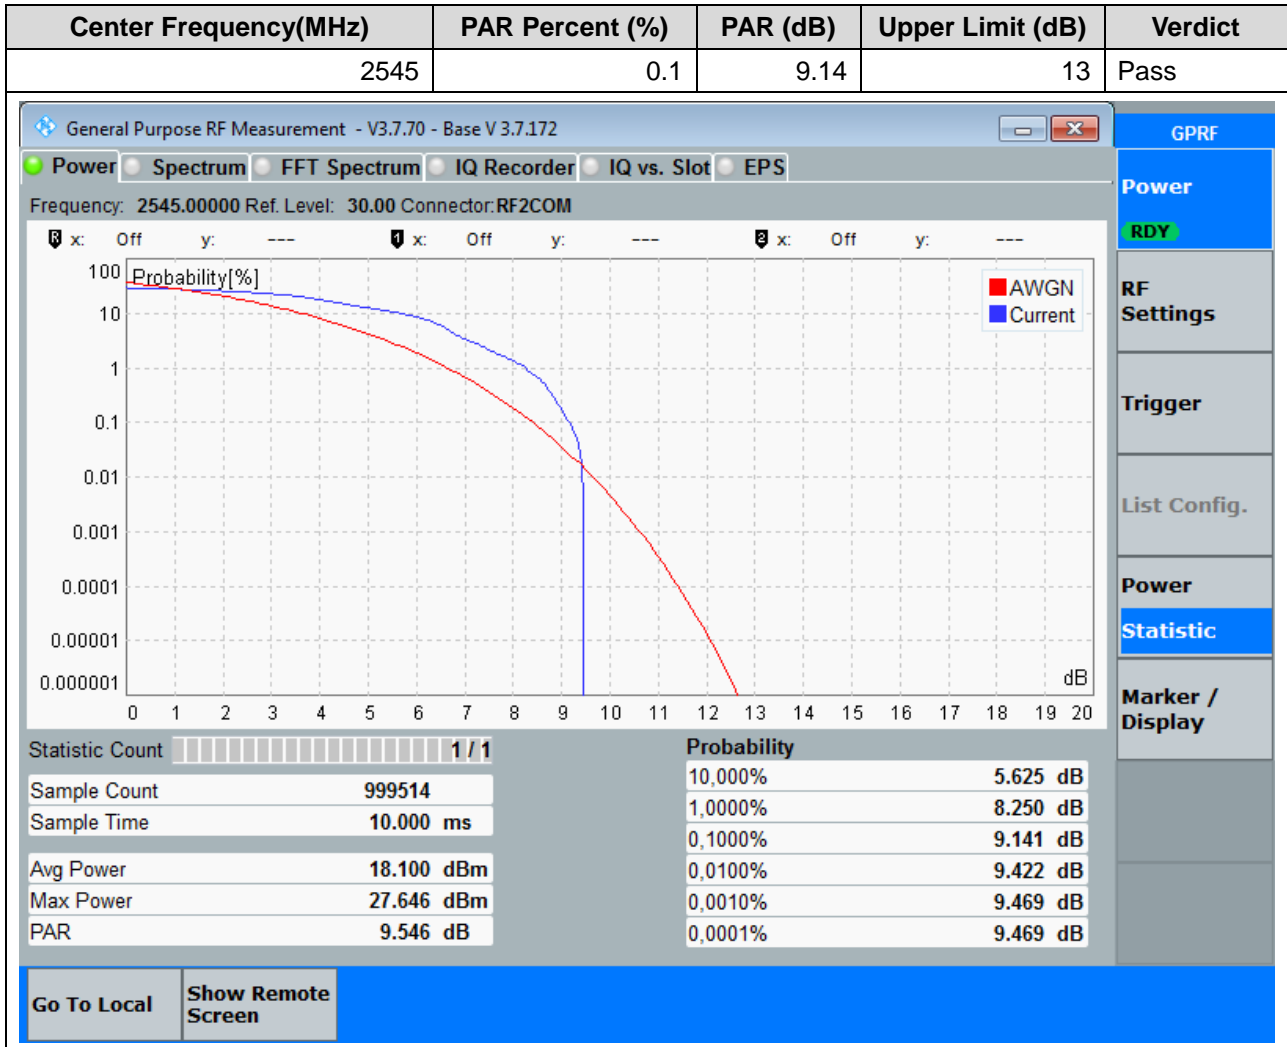 Center Frequency(MHz) PAR Percent (%) PAR (dB) Upper Limit (dB) Verdict
2545 0.1 9.14 13 Pass
General Purpose RF Measurement - V3.7.70 - Base V 3.7.172
GPRF
Power Spectrum FFT Spectrum IQ Recorder IQ vs. Slot EPS
Power
RDY
Frequency: 2545.00000 Ref. Level: 30.00 Connector:RF2COM
R x: Off y: --- 1 x: Off y: --- 2 x: Off y: ---
Probability[%]
AWGN
Current
100
10
1
0.1
0.01
0.001
0.0001
0.00001
0.000001
dB
0 1 2 3 4 5 6 7 8 9 10 11 12 13 14 15 16 17 18 19 20
RF
Settings
Trigger
List Config.
Power
Statistic
Marker /
Display
Statistic Count 1 / 1
Sample Count 999514
Sample Time 10.000 ms
Avg Power 18.100 dBm
Max Power 27.646 dBm
PAR 9.546 dB
Probability
10,000% 5.625 dB
1,0000% 8.250 dB
0,1000% 9.141 dB
0,0100% 9.422 dB
0,0010% 9.469 dB
0,0001% 9.469 dB
Go To Local
Show Remote
Screen